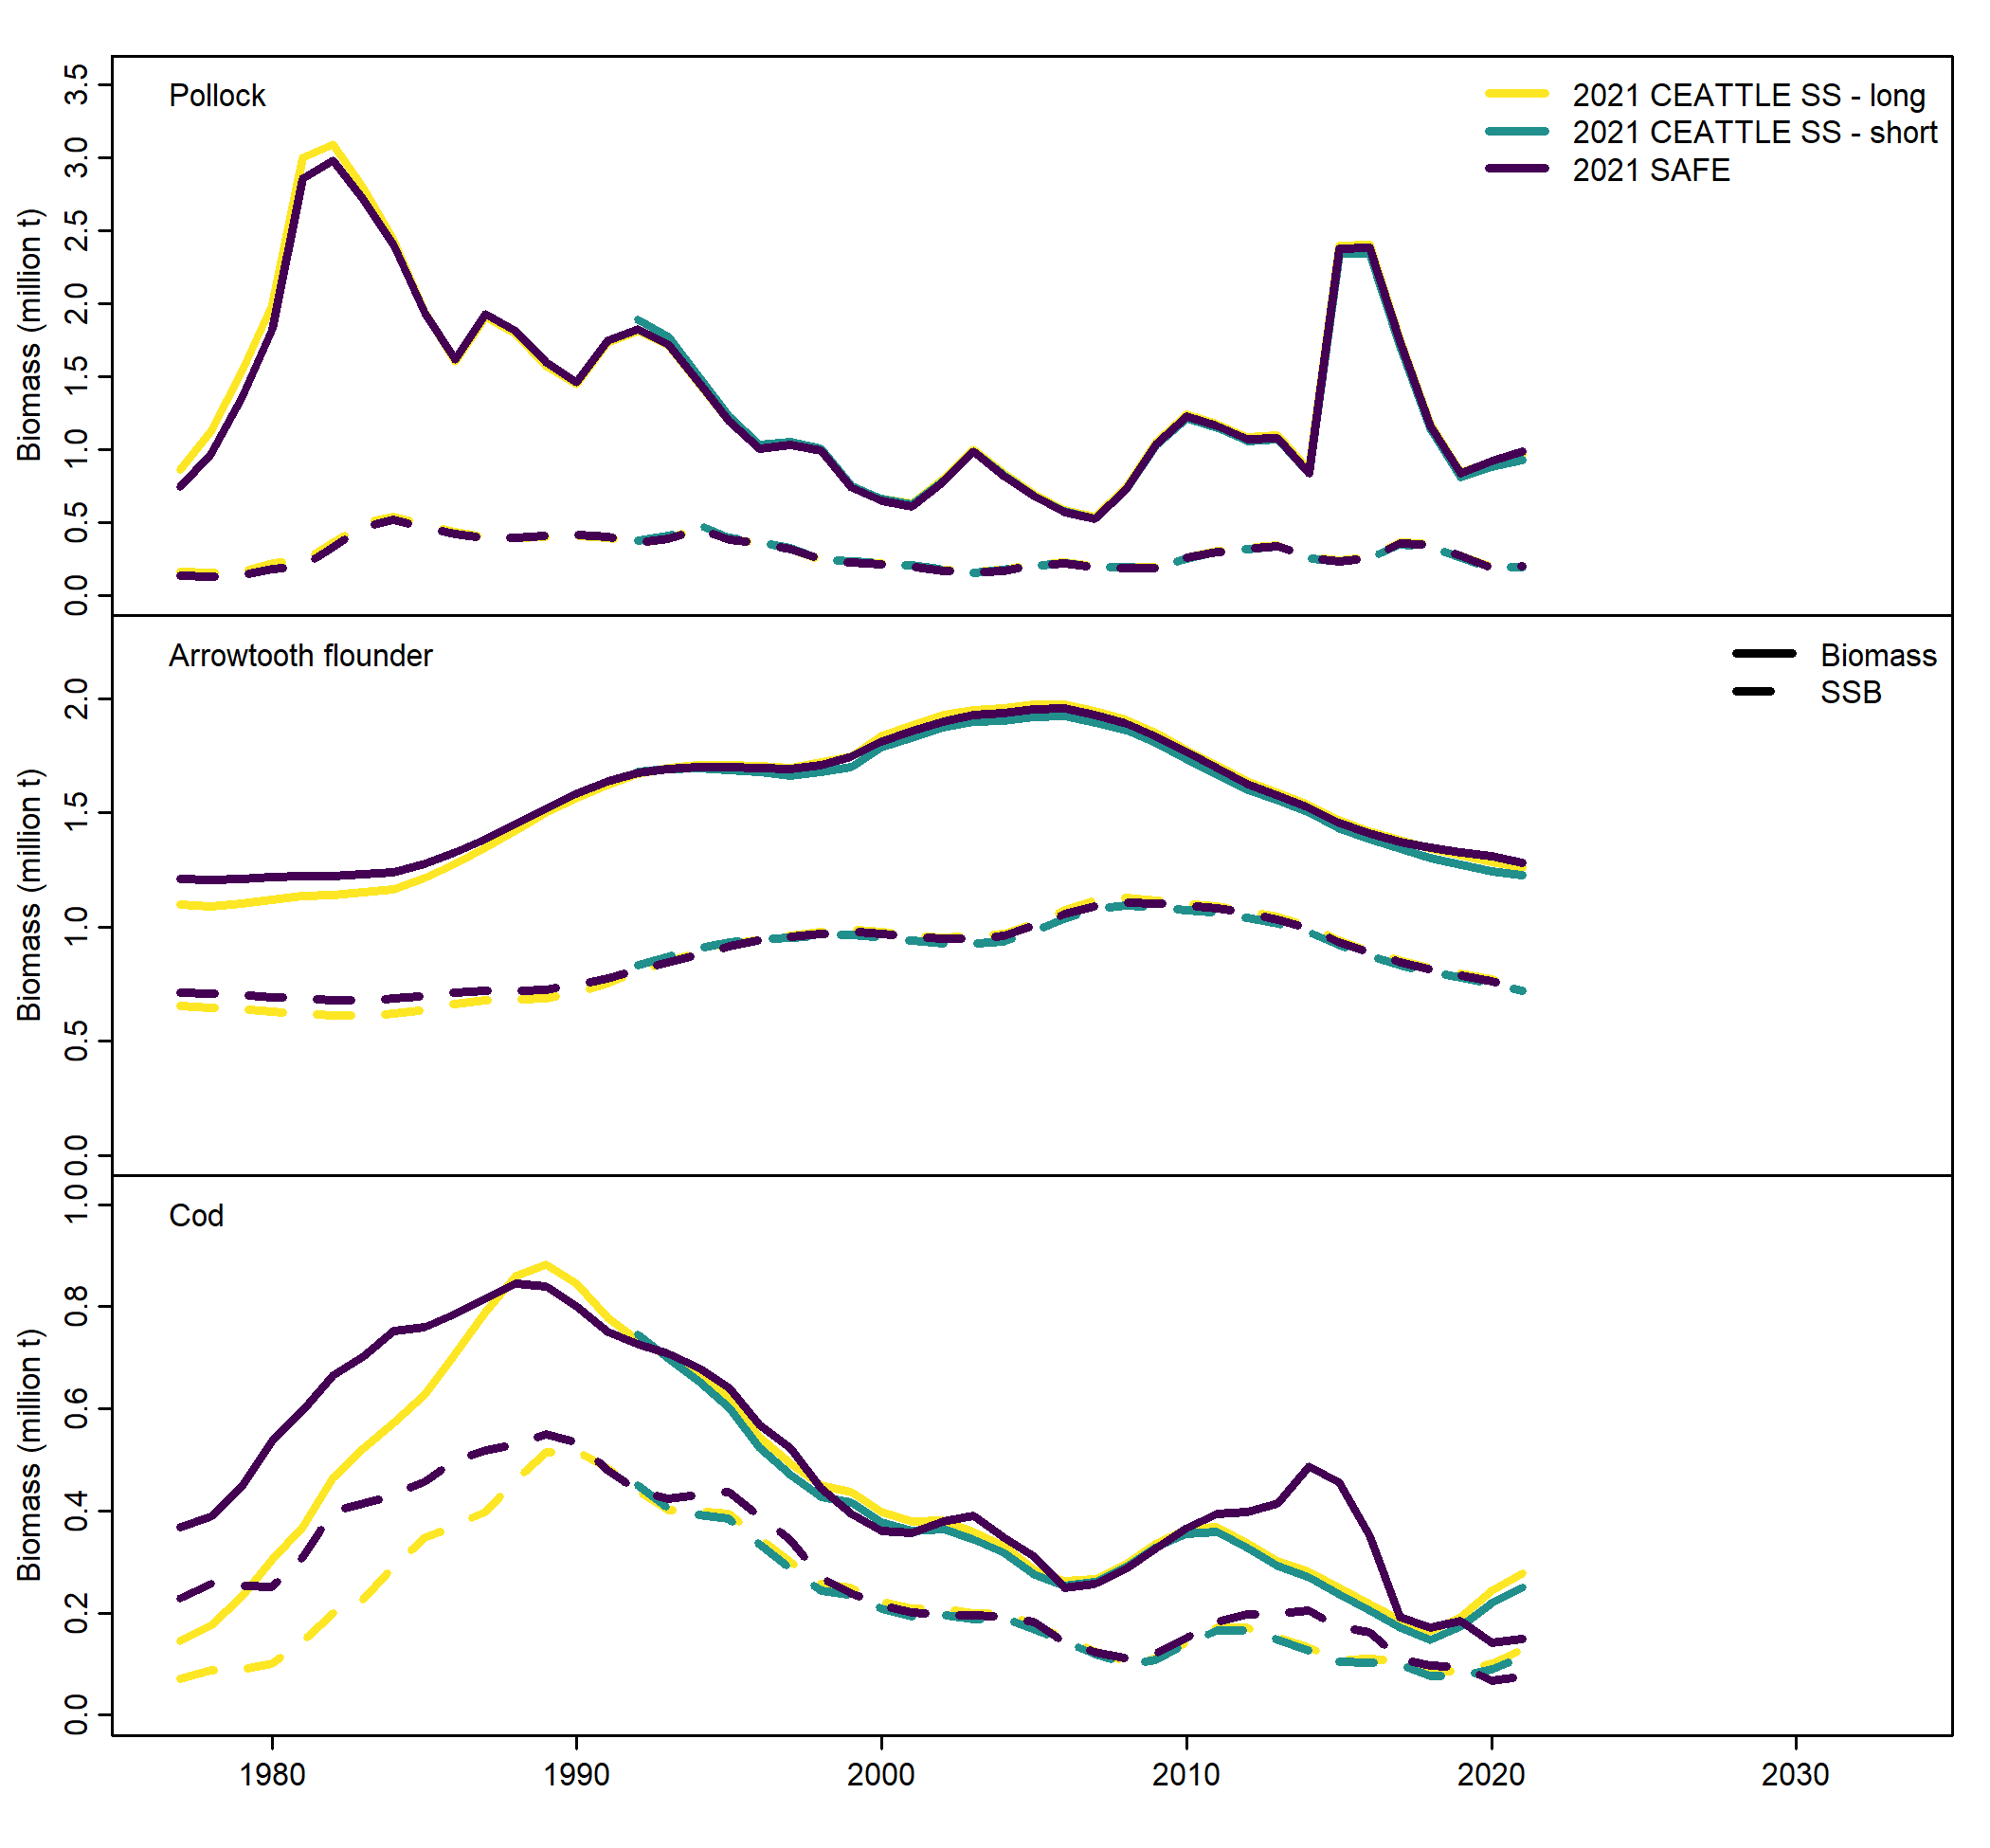 Pollock
2021 CEATTLE SS - long
2021 CEATTLE SS - short
2021 SAFE
Biomass (million t)
3.5
3.0
2.5
2.0
1.5
1.0
0.5
0.0
Arrowtooth flounder
Biomass
SSB
Biomass (million t)
2.0
1.5
1.0
0.5
0.0
Cod
Biomass (million t)
1.0
0.8
0.6
0.4
0.2
0.0
1980 1990 2000 2010 2020 2030